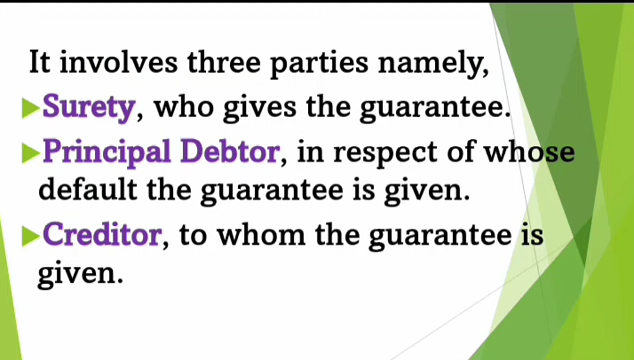 It involves three parties namely,
Surety, who gives the guarantee.
Principal Debtor, in respect of whose
default the guarantee is given.
Creditor, to whom the guarantee is
given.